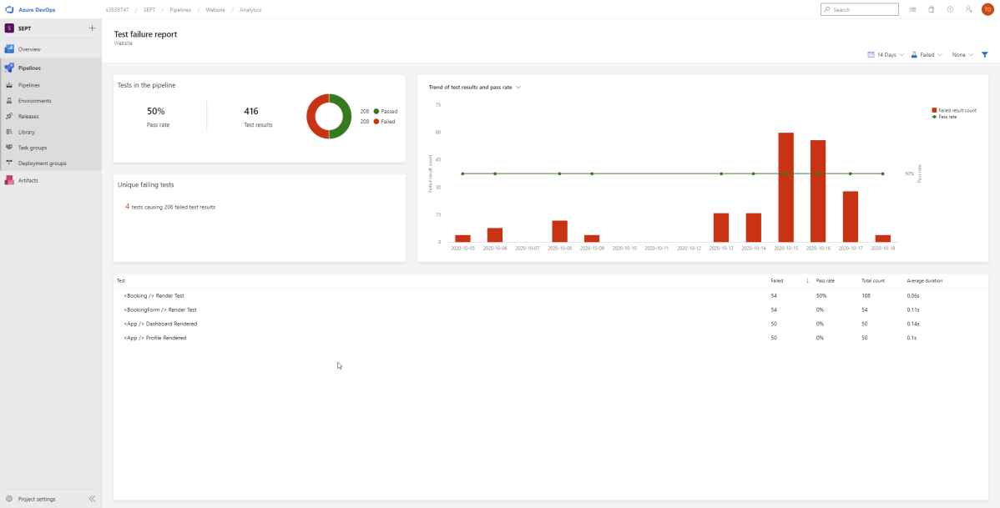 Azure DevOps
s3539747 / SEPT / Pipelines / Website / Analytics
Search
TD
S SEPT
Overview
Pipelines
Pipelines
Environments
Releases
Library
Task groups
Deployment groups
Artifacts
Project settings
Test failure report
Website
14 Days
Failed
None
Tests in the pipeline
50%
Pass rate
416
Test results
208 Passed
208 Failed
Unique failing tests
4 tests causing 208 failed test results
Trend of test results and pass rate
Failed result count
Pass rate
75
60
45
30
15
0
Failed result count
50%
Pass rate
2020-10-05 2020-10-06 2020-10-07 2020-10-08 2020-10-09 2020-10-10 2020-10-11 2020-10-12 2020-10-13 2020-10-14 2020-10-15 2020-10-16 2020-10-17 2020-10-18
Test Failed Pass rate Total count Average duration
<Booking /> Render Test 54 50% 108 0.06s
<BookingForm /> Render Test 54 0% 54 0.11s
<App /> Dashboard Rendered 50 0% 50 0.14s
<App /> Profile Rendered 50 0% 50 0.1s